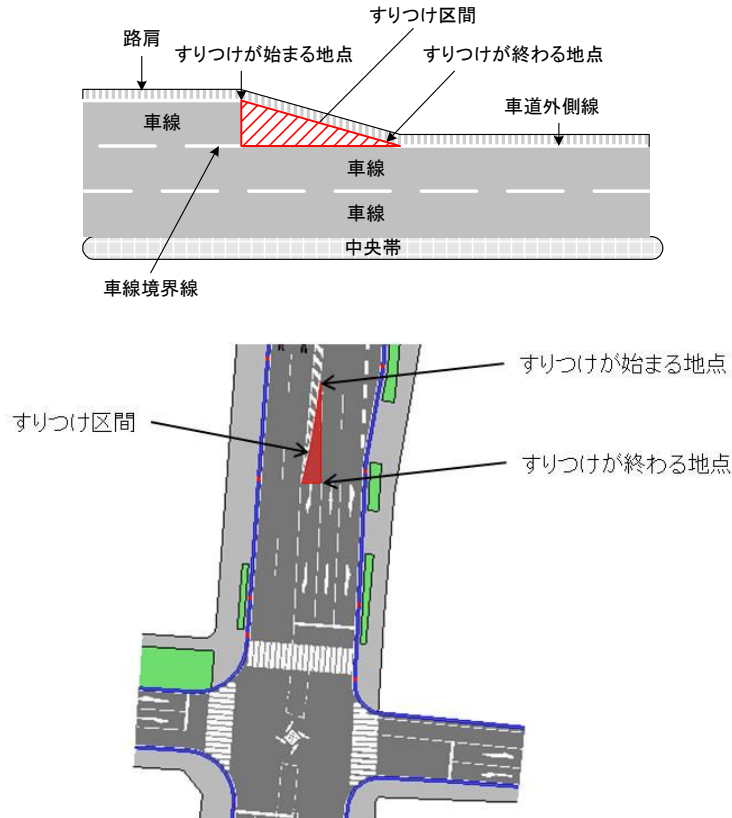 すりつけ区間
路肩
すりつけが始まる地点
すりつけが終わる地点
車線
車道外側線
車線
車線
中央帯
車線境界線
すりつけが始まる地点
すりつけ区間
すりつけが終わる地点